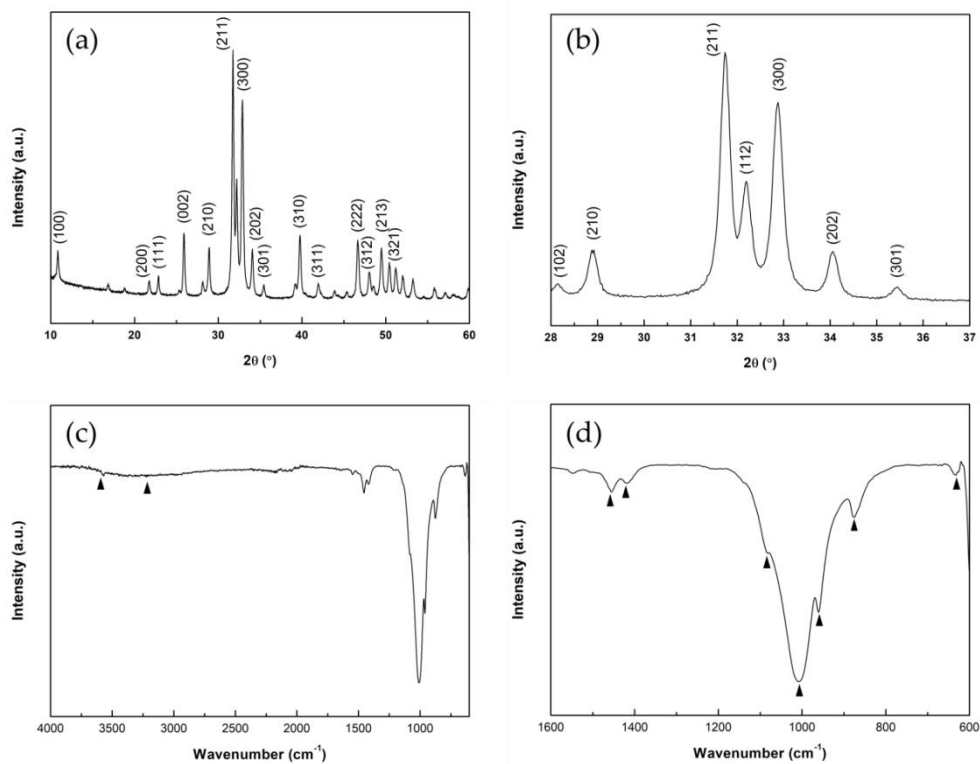 (a)
(100)
(200)
(111)
(002)
(210)
(211)
(300)
(202)
(301)
(310)
(311)
(222)
(312)
(213)
(321)
Intensity (a.u.)
10 20 30 40 50 60
2θ (°)
(b)
(102)
(210)
(211)
(112)
(300)
(202)
(301)
Intensity (a.u.)
28 29 30 31 32 33 34 35 36 37
2θ (°)
(c)
Intensity (a.u.)
4000 3500 3000 2500 2000 1500 1000
Wavenumber (cm⁻¹)
(d)
Intensity (a.u.)
1600 1400 1200 1000 800 600
Wavenumber (cm⁻¹)